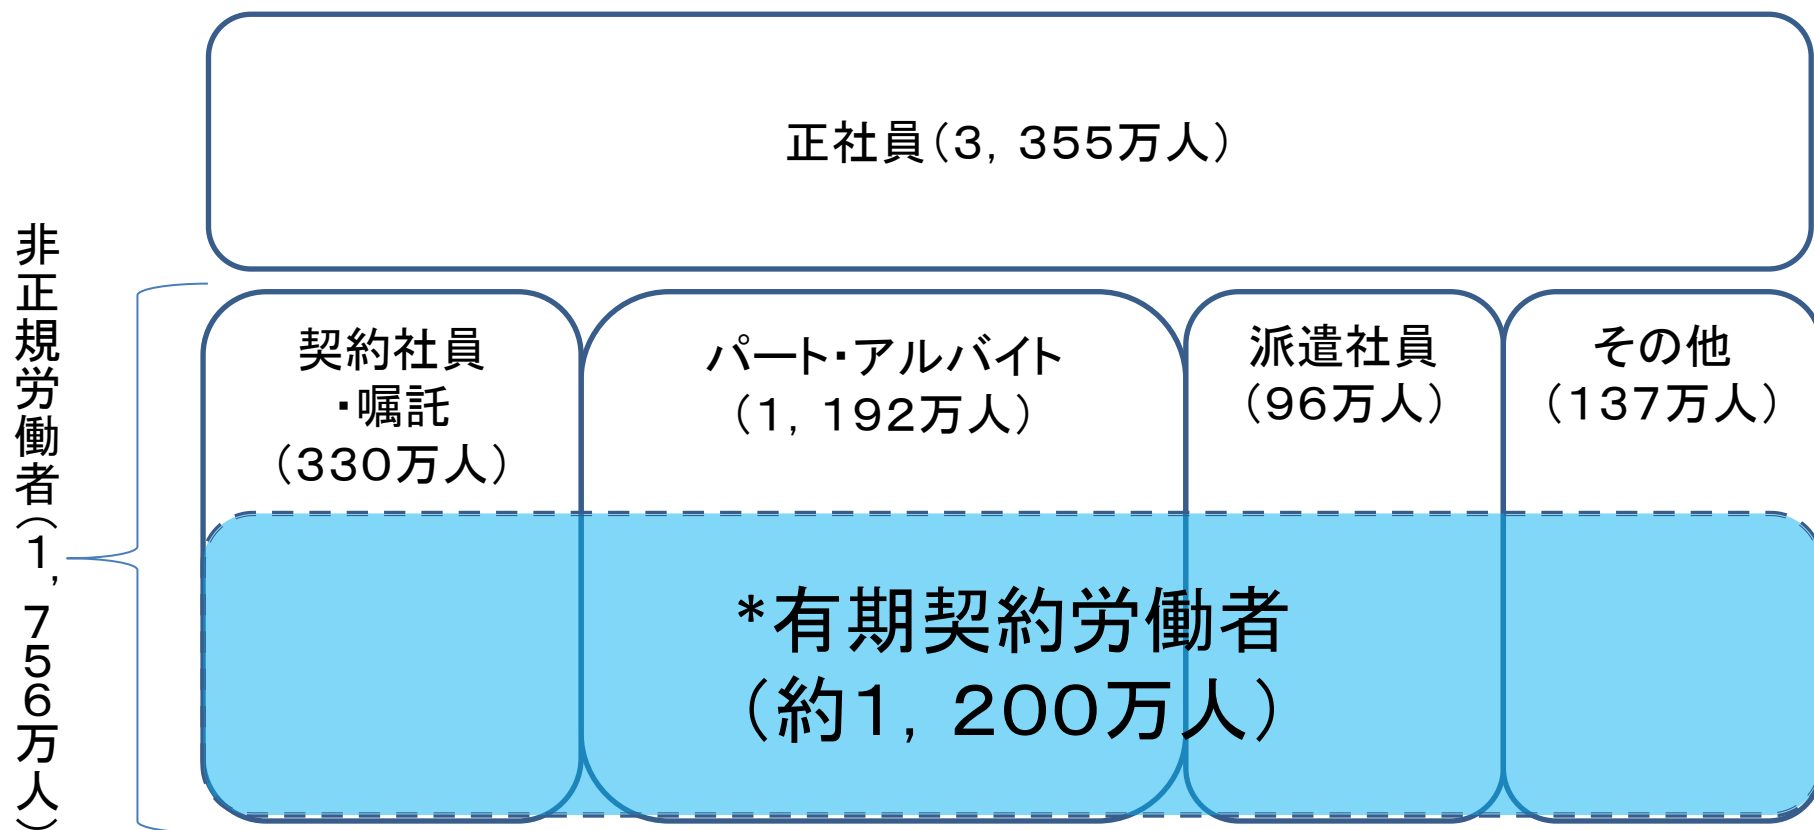 正社員(3,355万人)
非正規労働者(1,756万人)
契約社員
・嘱託
(330万人)
パート・アルバイト
(1,192万人)
派遣社員
(96万人)
その他
(137万人)
*有期契約労働者
(約1,200万人)